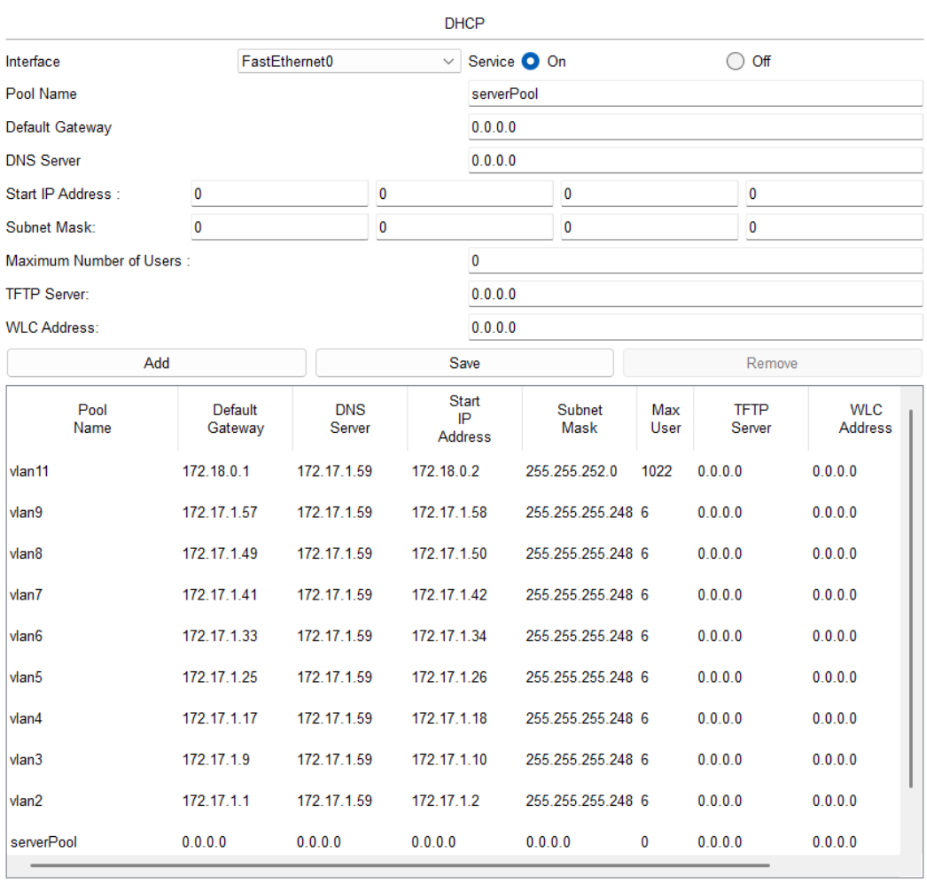 DHCP
Interface FastEthernet0 Service On Off
Pool Name serverPool
Default Gateway 0.0.0.0
DNS Server 0.0.0.0
Start IP Address : 0 0 0 0
Subnet Mask: 0 0 0 0
Maximum Number of Users : 0
TFTP Server: 0.0.0.0
WLC Address: 0.0.0.0
Add Save Remove
Pool Name Default Gateway DNS Server Start IP Address Subnet Mask Max User TFTP Server WLC Address
vlan11 172.18.0.1 172.17.1.59 172.18.0.2 255.255.252.0 1022 0.0.0.0 0.0.0.0
vlan9 172.17.1.57 172.17.1.59 172.17.1.58 255.255.255.248 6 0.0.0.0 0.0.0.0
vlan8 172.17.1.49 172.17.1.59 172.17.1.50 255.255.255.248 6 0.0.0.0 0.0.0.0
vlan7 172.17.1.41 172.17.1.59 172.17.1.42 255.255.255.248 6 0.0.0.0 0.0.0.0
vlan6 172.17.1.33 172.17.1.59 172.17.1.34 255.255.255.248 6 0.0.0.0 0.0.0.0
vlan5 172.17.1.25 172.17.1.59 172.17.1.26 255.255.255.248 6 0.0.0.0 0.0.0.0
vlan4 172.17.1.17 172.17.1.59 172.17.1.18 255.255.255.248 6 0.0.0.0 0.0.0.0
vlan3 172.17.1.9 172.17.1.59 172.17.1.10 255.255.255.248 6 0.0.0.0 0.0.0.0
vlan2 172.17.1.1 172.17.1.59 172.17.1.2 255.255.255.248 6 0.0.0.0 0.0.0.0
serverPool 0.0.0.0 0.0.0.0 0.0.0.0 0.0.0.0 0 0.0.0.0 0.0.0.0